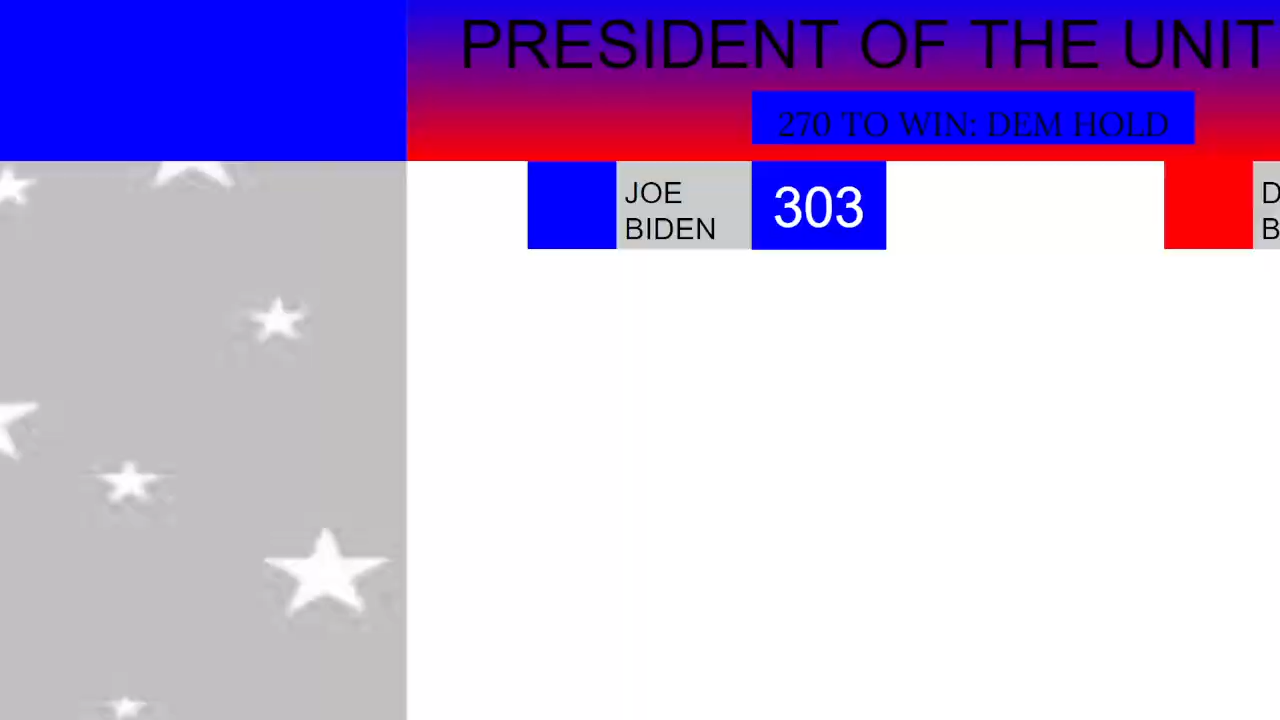 PRESIDENT OF THE UNIT
270 TO WIN: DEM HOLD
JOE
BIDEN
303
D
B